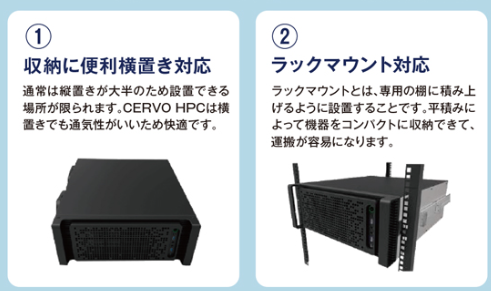 ①
収納に便利横置き対応
通常は縦置きが大半のため設置できる
場所が限られます。CERVO HPCは横
置きでも通気性がいいため快適です。
②
ラックマウント対応
ラックマウントとは、専用の棚に積み上
げるように設置することです。平積みに
よって機器をコンパクトに収納できて、
運搬が容易になります。